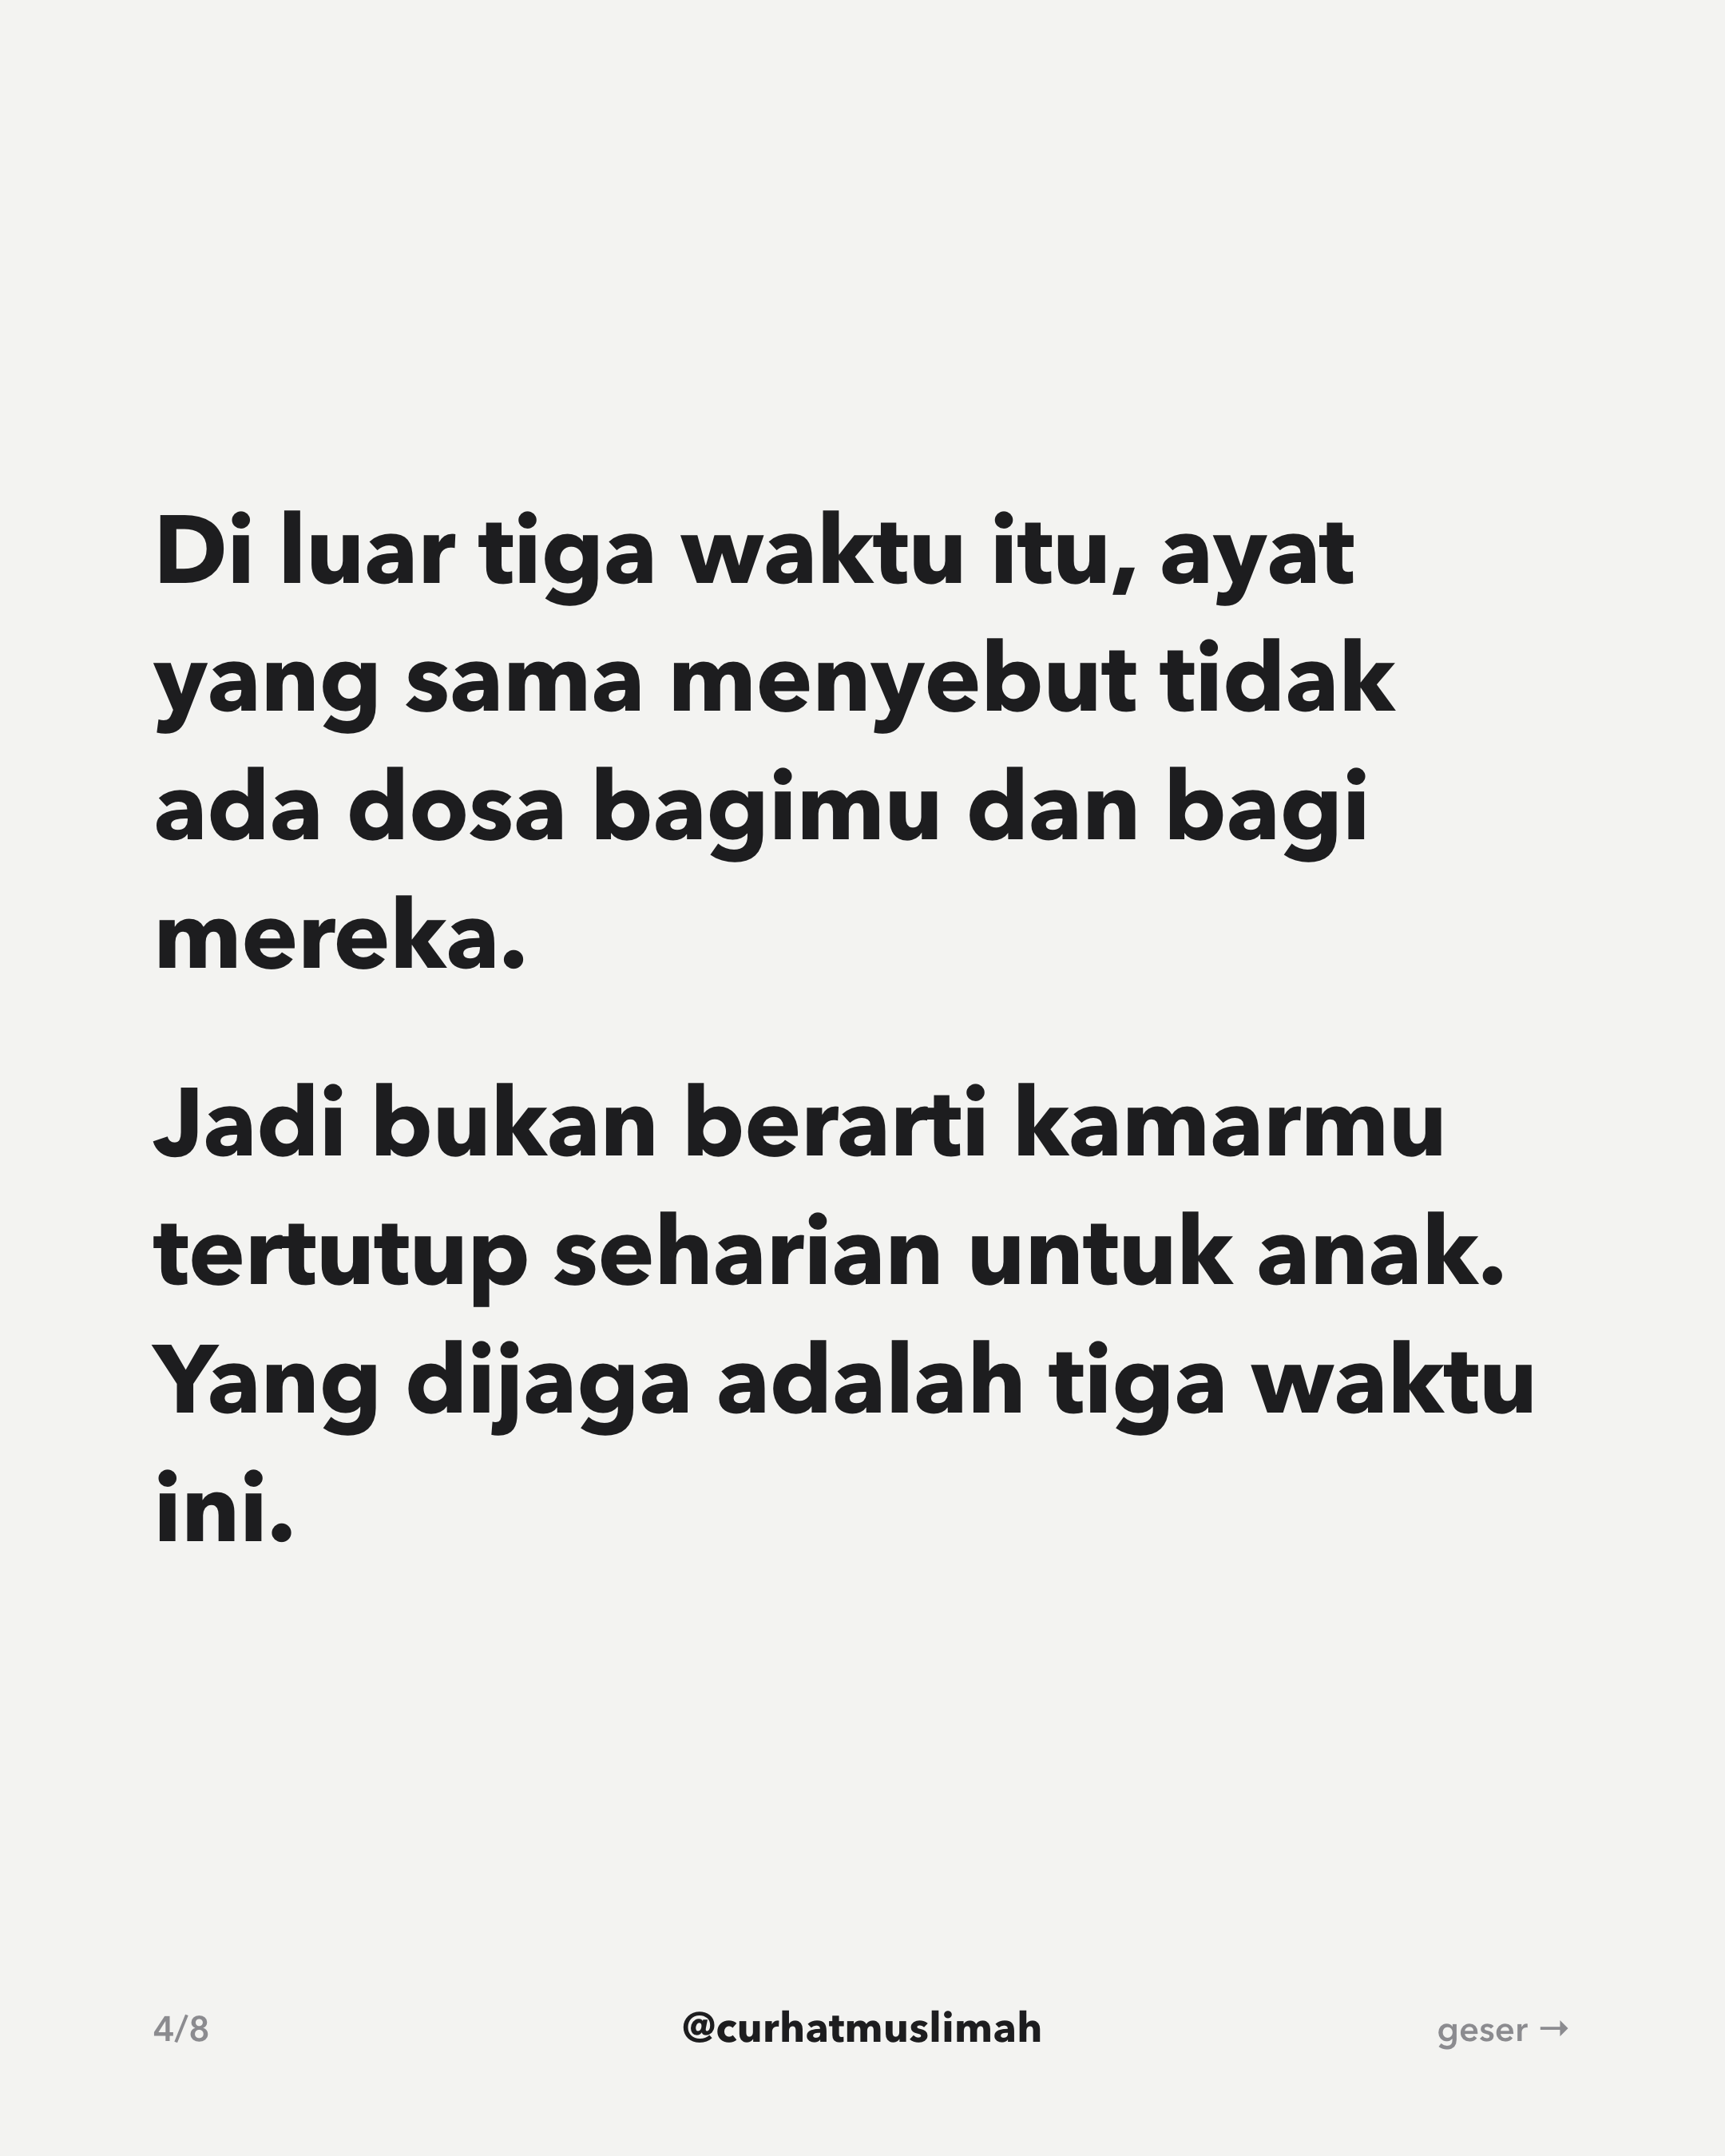 Di luar tiga waktu itu, ayat
yang sama menyebut tidak
ada dosa bagimu dan bagi
mereka.
Jadi bukan berarti kamarmu
tertutup seharian untuk anak.
Yang dijaga adalah tiga waktu
ini.
4/8
@curhatmuslimah
geser →